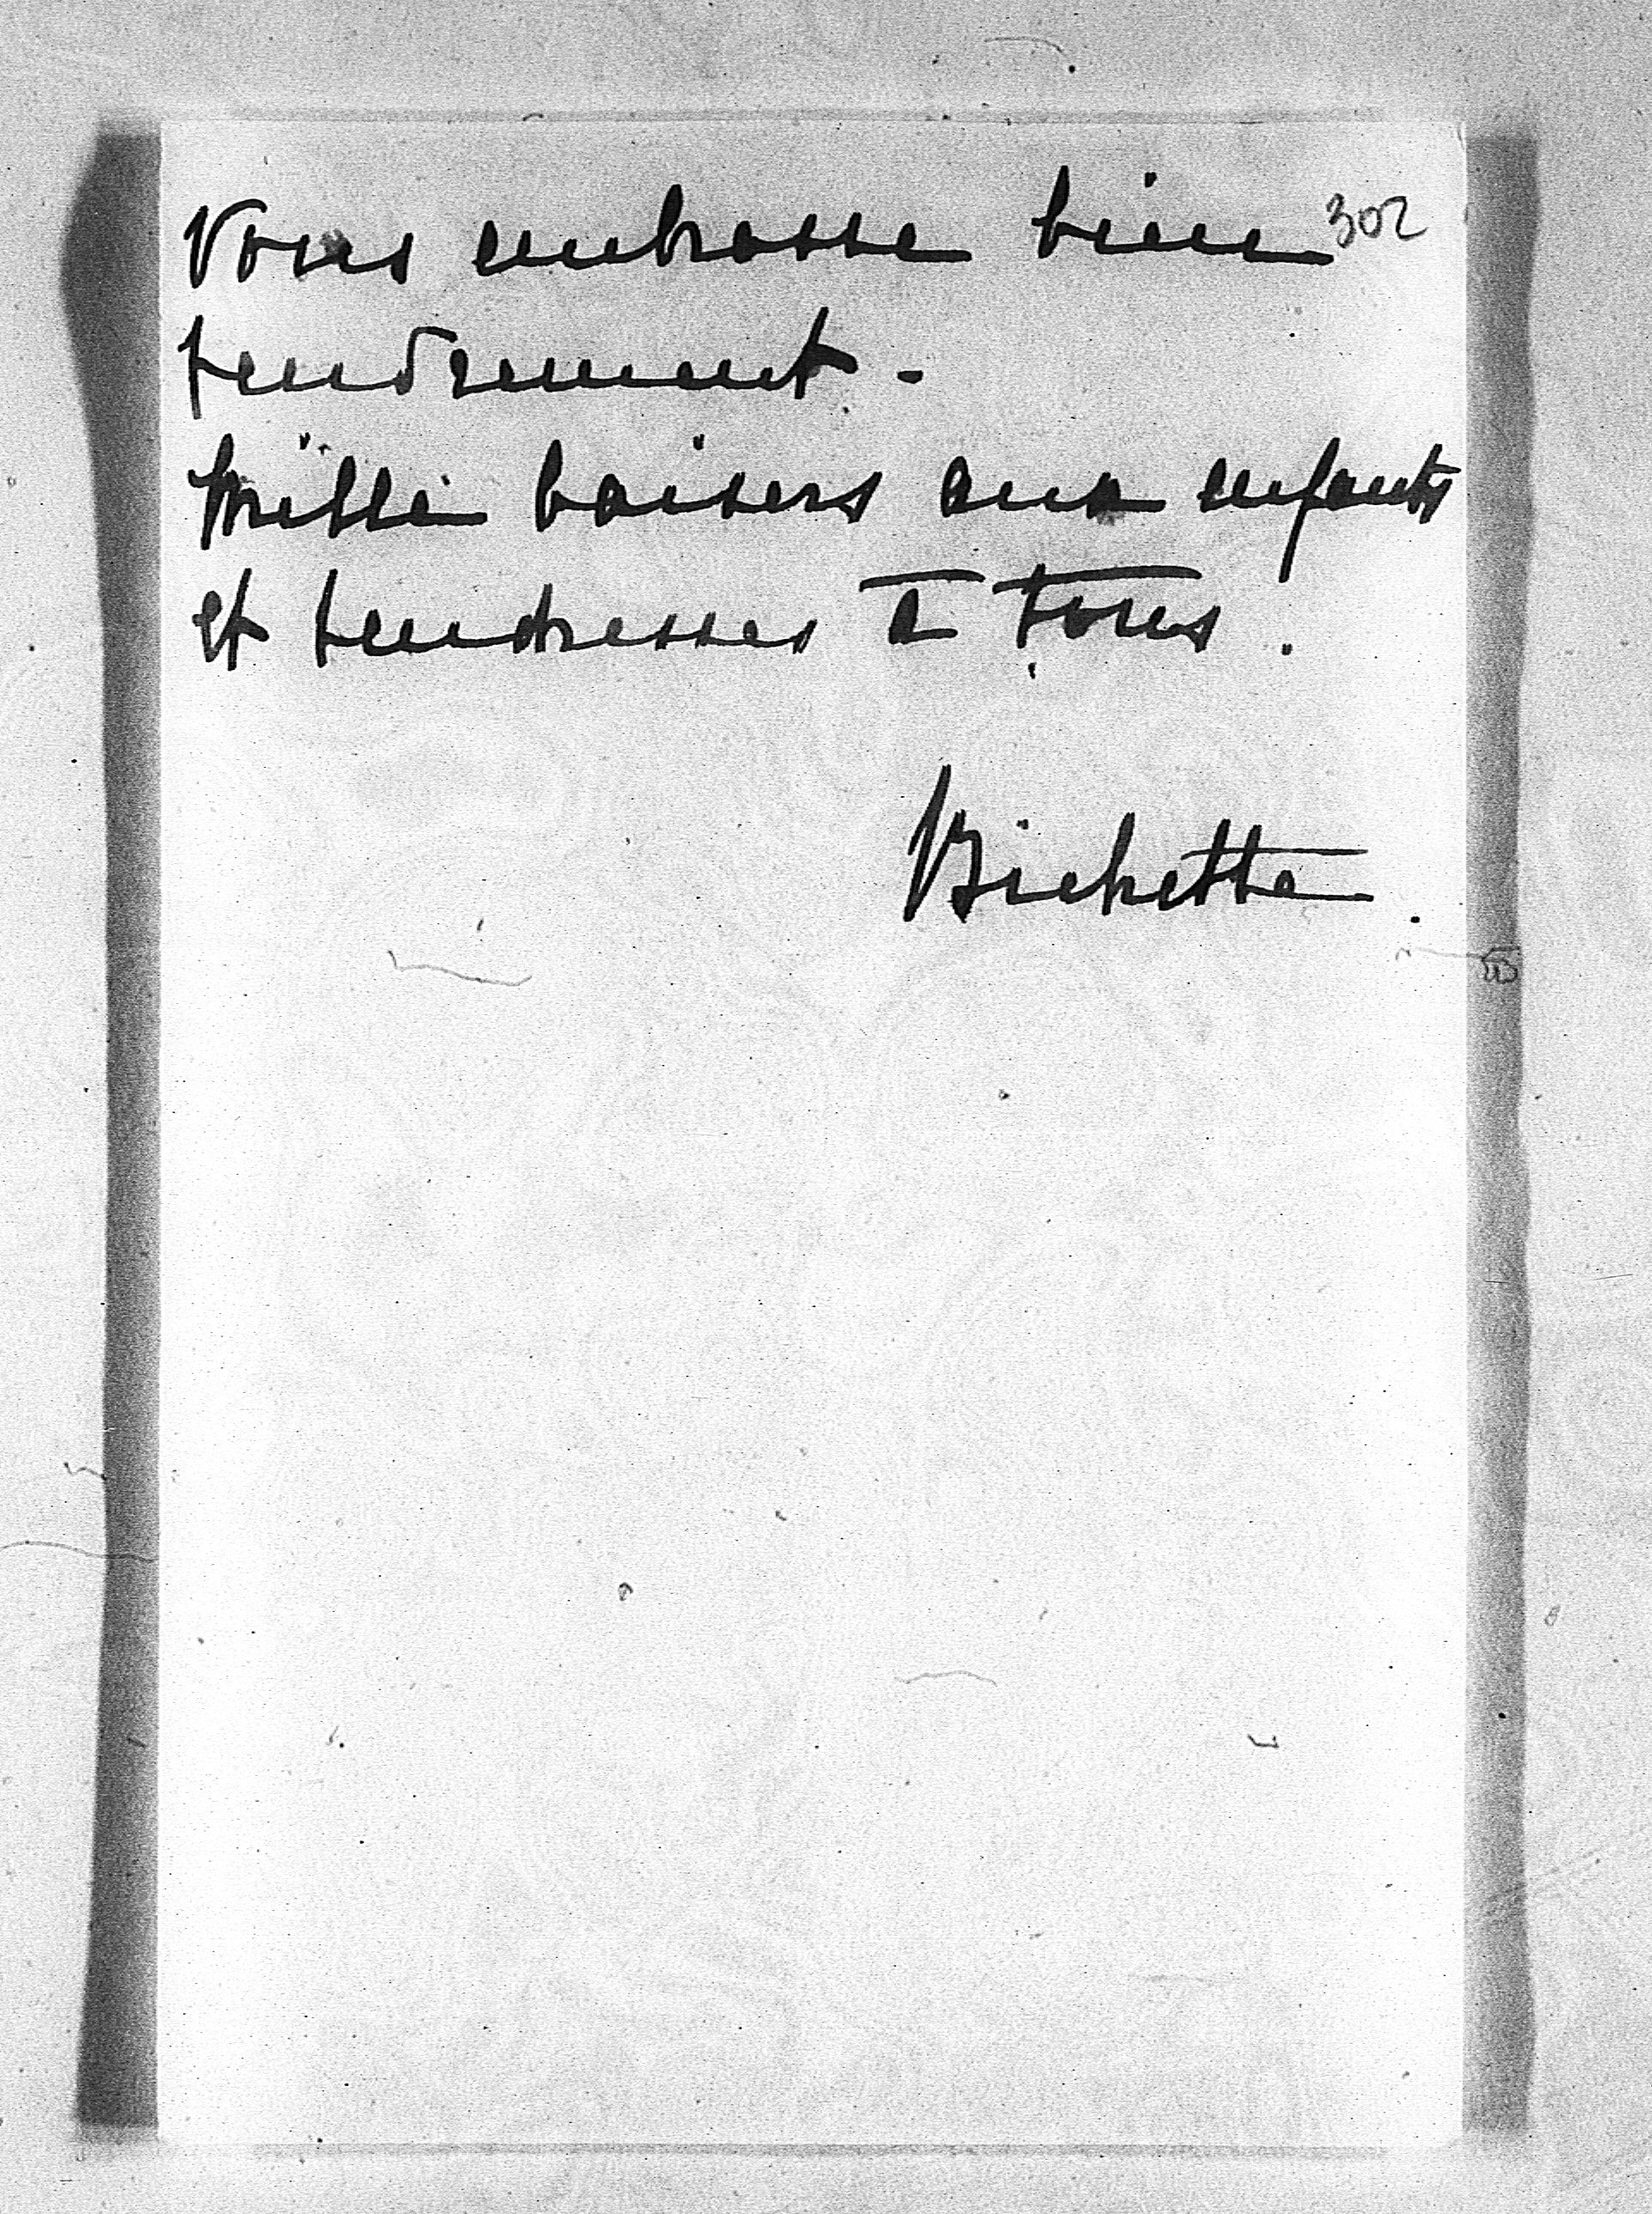 302
Vous embrasse bien
tendrement -
Mille baisers aux enfants
et tendresses à tous.
Bichette.